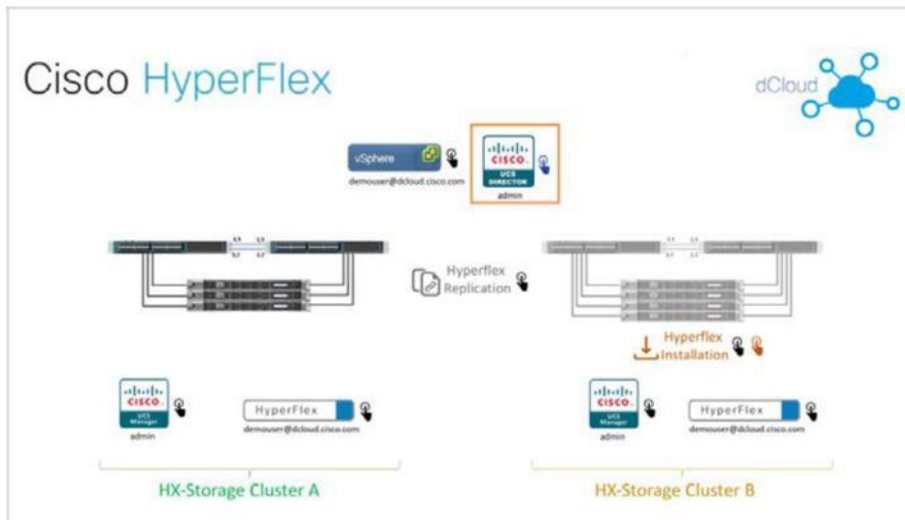 Cisco HyperFlex
dCloud
vSphere
demouser@dcloud.cisco.com
CISCO
UCS
DIRECTOR
admin
Hyperflex
Replication
Hyperflex
Installation
CISCO
UCS
Manager
admin
HyperFlex
demouser@dcloud.cisco.com
CISCO
UCS
Manager
admin
HyperFlex
demouser@dcloud.cisco.com
HX-Storage Cluster A
HX-Storage Cluster B